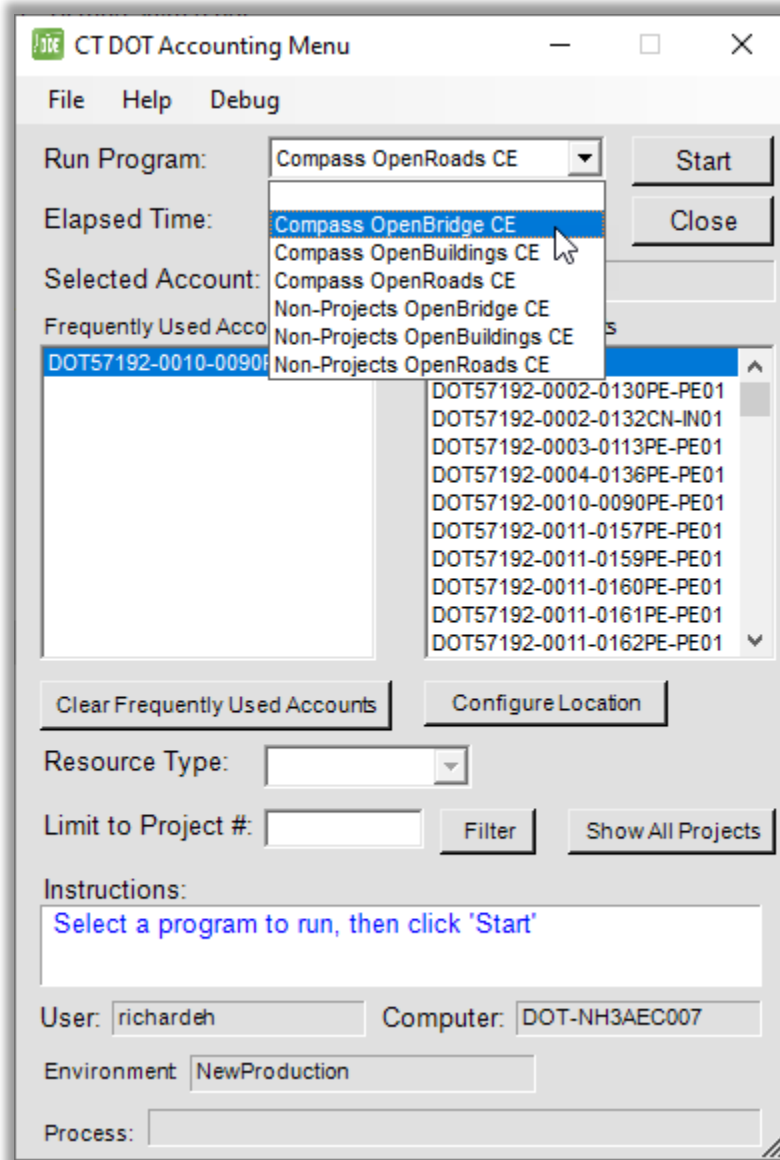 CT DOT Accounting Menu
File Help Debug
Run Program: Compass OpenRoads CE Start
Compass OpenBridge CE
Elapsed Time: Close
Compass OpenBuildings CE
Selected Account: Compass OpenRoads CE
Non-Projects OpenBridge CE
Frequently Used Acco Non-Projects OpenBuildings CE s
DOT57192-0010-0090 Non-Projects OpenRoads CE
DOT57192-0002-0130PE-PE01
DOT57192-0002-0132CN-IN01
DOT57192-0003-0113PE-PE01
DOT57192-0004-0136PE-PE01
DOT57192-0010-0090PE-PE01
DOT57192-0011-0157PE-PE01
DOT57192-0011-0159PE-PE01
DOT57192-0011-0160PE-PE01
DOT57192-0011-0161PE-PE01
DOT57192-0011-0162PE-PE01
Clear Frequently Used Accounts Configure Location
Resource Type:
Limit to Project #: Filter Show All Projects
Instructions:
Select a program to run, then click 'Start'
User: richardeh Computer: DOT-NH3AEC007
Environment NewProduction
Process: